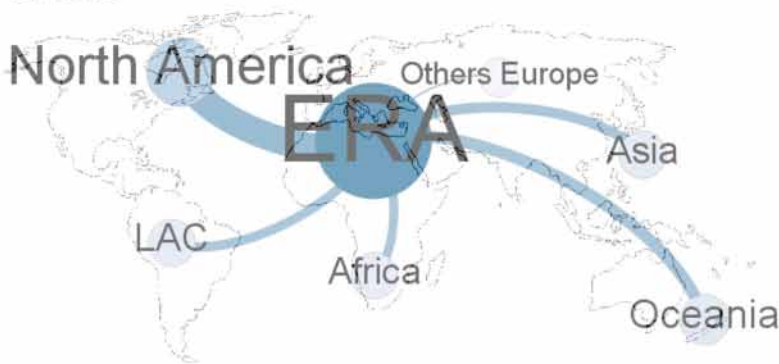 North America
Others Europe
ERA
Asia
LAC
Africa
Oceania